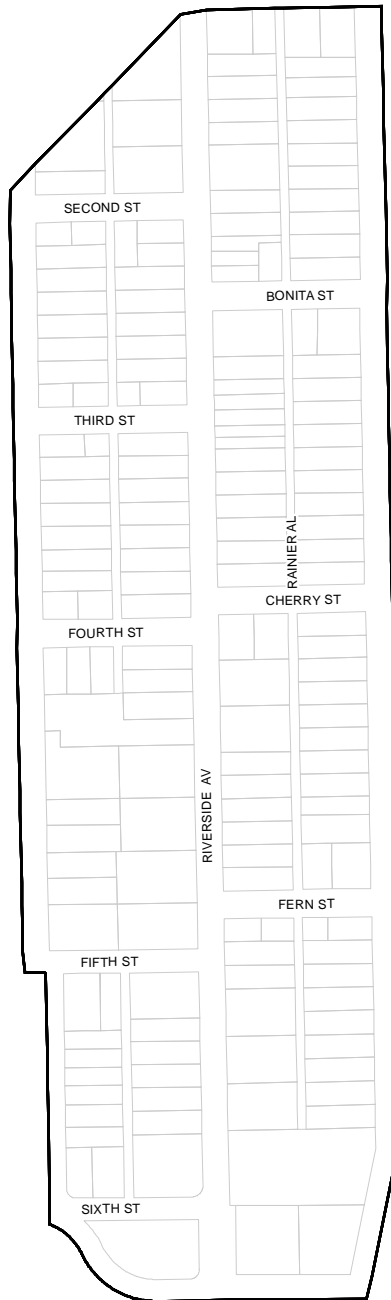 SECOND ST
BONITA ST
THIRD ST
RAINIER AL
CHERRY ST
FOURTH ST
RIVERSIDE AV
FERN ST
FIFTH ST
SIXTH ST